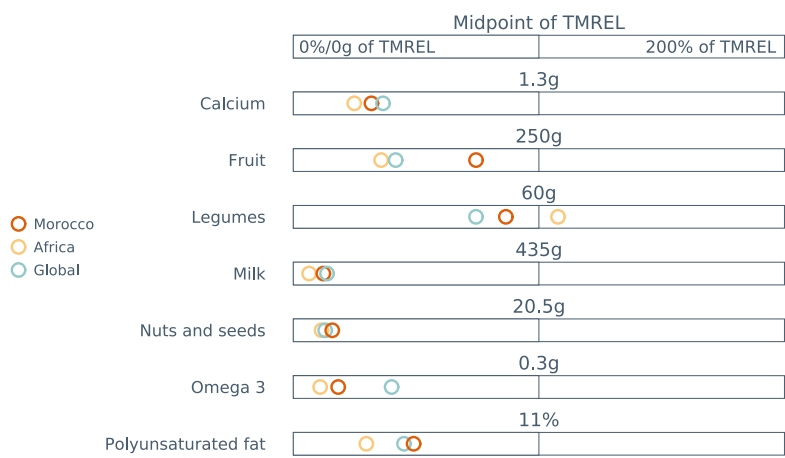 Midpoint of TMREL
0%/0g of TMREL 200% of TMREL
1.3g
Calcium
250g
Fruit
60g
Legumes
435g
Milk
20.5g
Nuts and seeds
0.3g
Omega 3
11%
Polyunsaturated fat
Morocco
Africa
Global